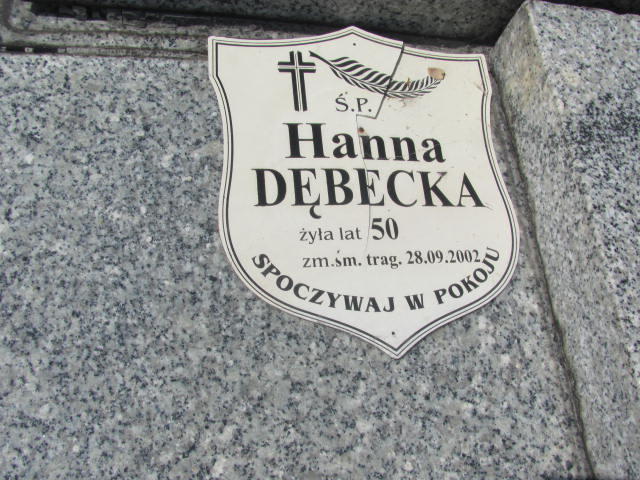 Ś.P.
Hanna
DĘBECKA
żyła lat 50
zm.śm. trag. 28.09.2002
SPOCZYWAJ W POKOJU